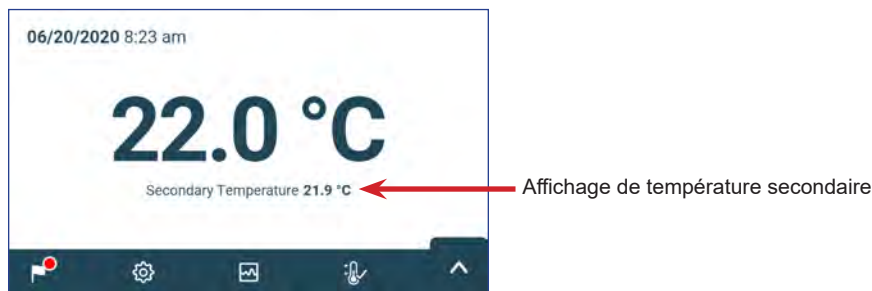 06/20/2020 8:23 am
22.0 °C
Secondary Temperature 21.9 °C
Affichage de température secondaire